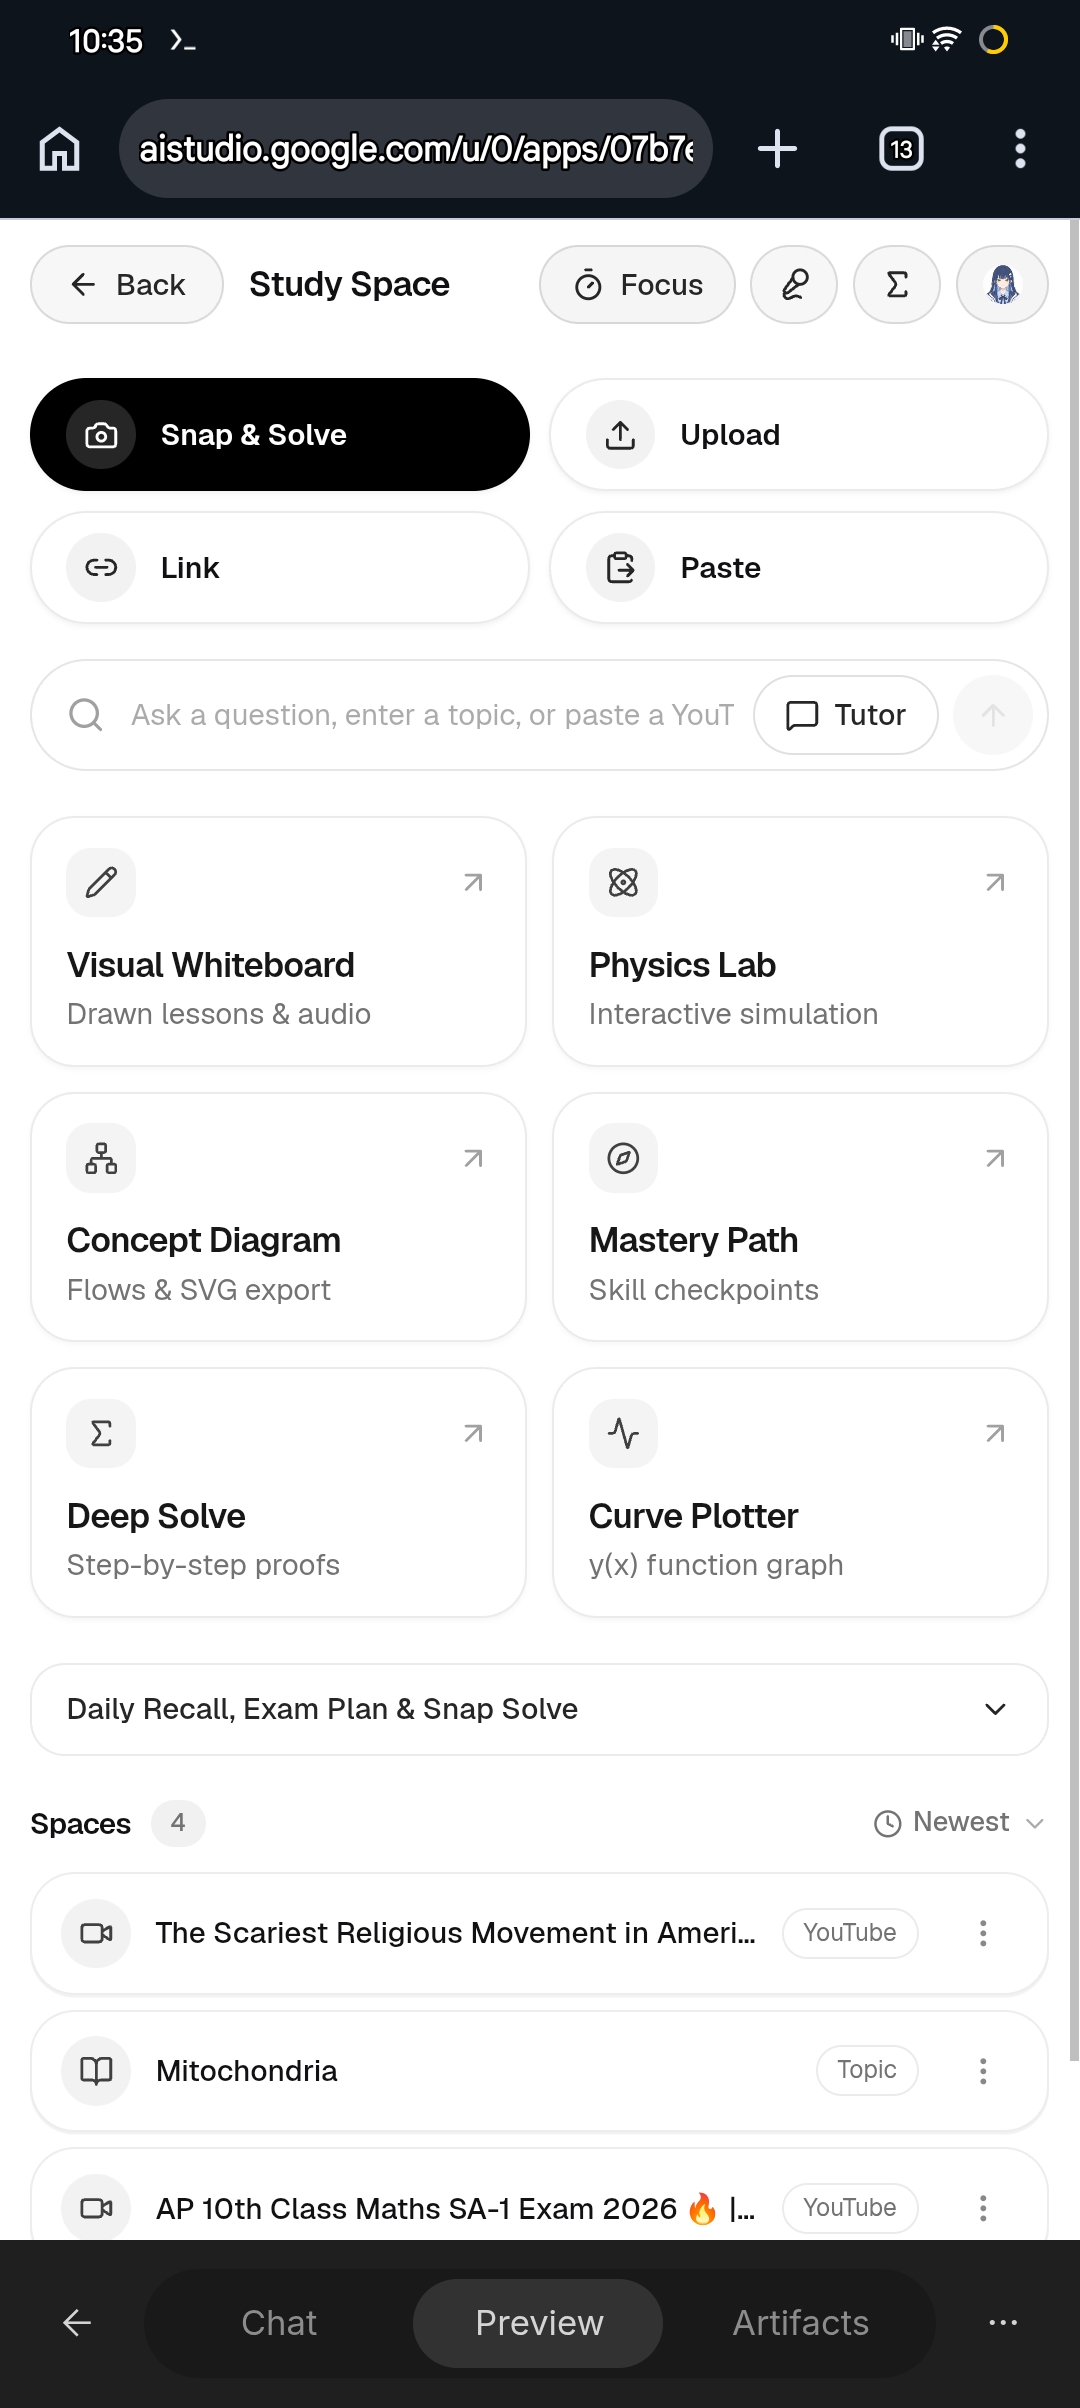 10:35
aistudio.google.com/u/0/apps/07b7
13
Back
Study Space
Focus
Snap & Solve
Upload
Link
Paste
Ask a question, enter a topic, or paste a YouT
Tutor
Visual Whiteboard
Drawn lessons & audio
Physics Lab
Interactive simulation
Concept Diagram
Flows & SVG export
Mastery Path
Skill checkpoints
Deep Solve
Step-by-step proofs
Curve Plotter
y(x) function graph
Daily Recall, Exam Plan & Snap Solve
Spaces 4
Newest
The Scariest Religious Movement in Ameri...
YouTube
Mitochondria
Topic
AP 10th Class Maths SA-1 Exam 2026 🔥 |...
YouTube
Chat
Preview
Artifacts